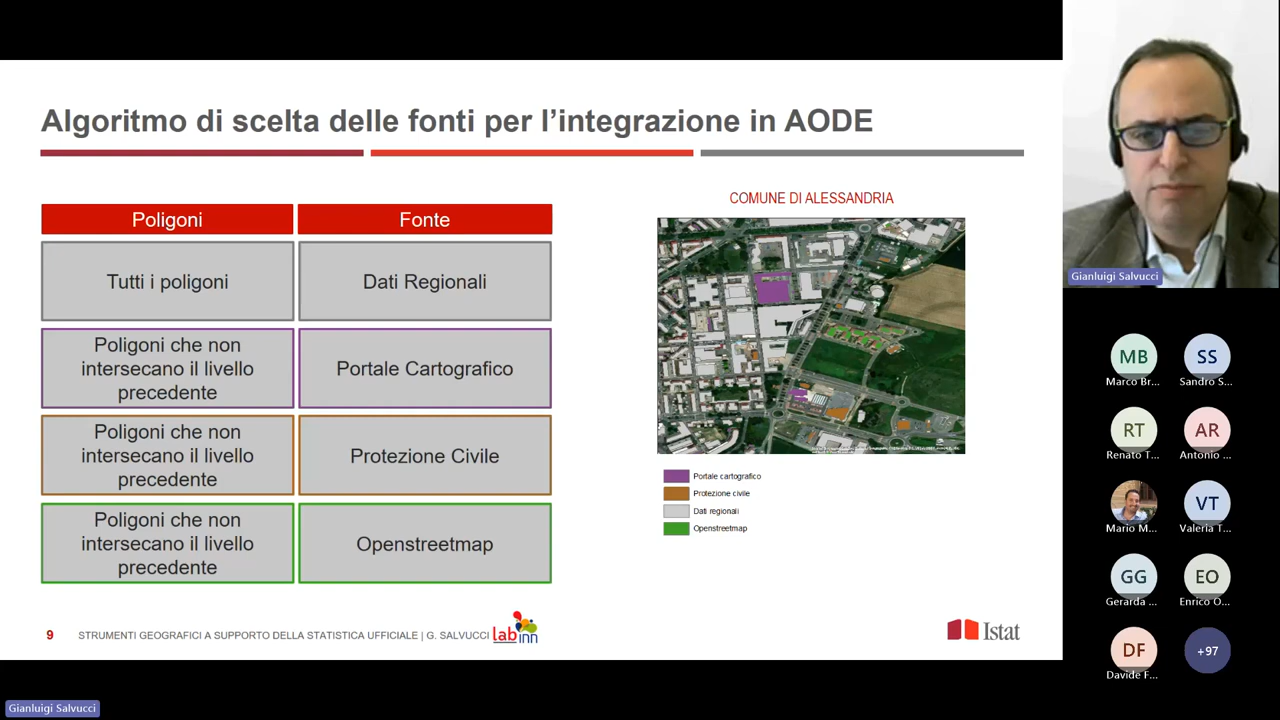 Algoritmo di scelta delle fonti per l’integrazione in AODE
Poligoni
Fonte
Tutti i poligoni
Dati Regionali
Poligoni che non
intersecano il livello
precedente
Portale Cartografico
Poligoni che non
intersecano il livello
precedente
Protezione Civile
Poligoni che non
intersecano il livello
precedente
Openstreetmap
COMUNE DI ALESSANDRIA
Portale cartografico
Protezione civile
Dati regionali
Openstreetmap
9
STRUMENTI GEOGRAFICI A SUPPORTO DELLA STATISTICA UFFICIALE | G. SALVUCCI
lab inn
Istat
Gianluigi Salvucci
MB
Marco Br...
SS
Sandro S...
RT
Renato T...
AR
Antonio ...
Mario M...
VT
Valeria T...
GG
Gerarda ...
EO
Enrico O...
DF
Davide F...
+97
Gianluigi Salvucci